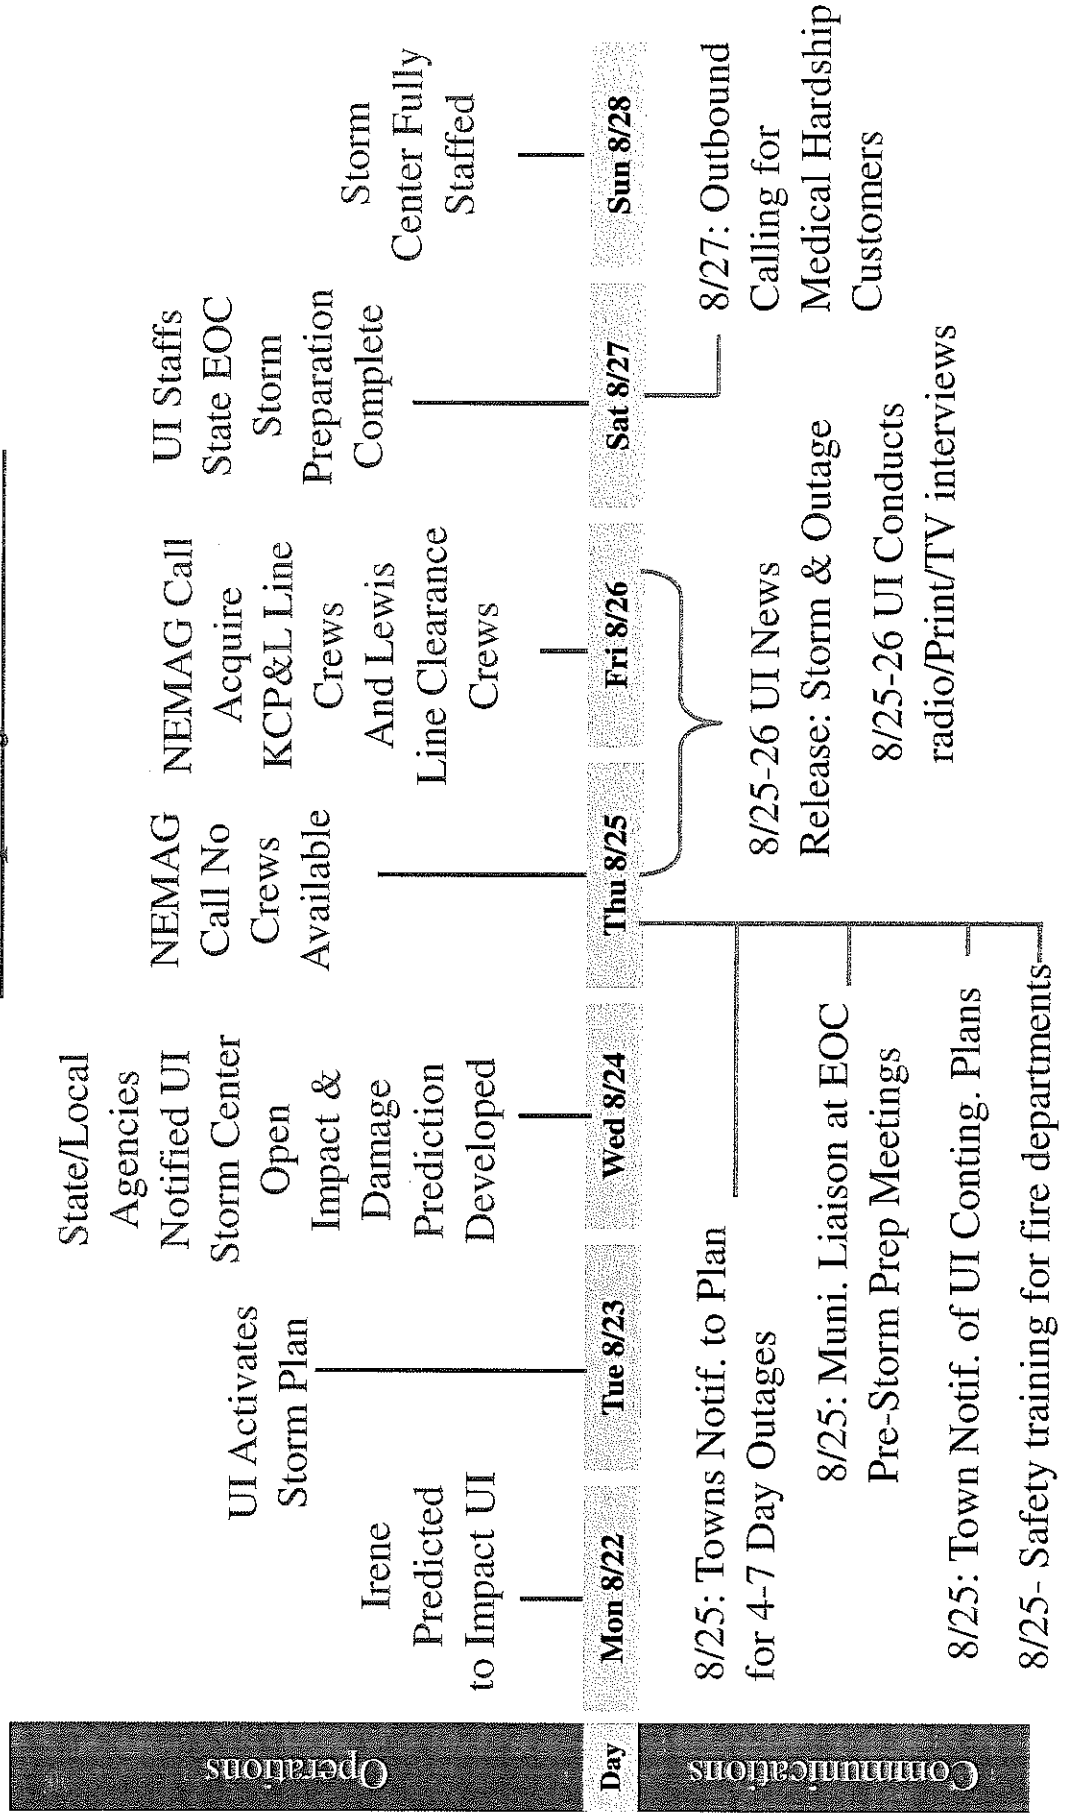 Operations
Irene
Predicted
to Impact UI
UI Activates
Storm Plan
State/Local
Agencies
Notified UI
Storm Center
Open
Impact &
Damage
Prediction
Developed
NEMAG
Call No
Crews
Available
NEMAG Call
Acquire
KCP&L Line
Crews
And Lewis
Line Clearance
Crews
UI Staffs
State EOC
Storm
Preparation
Complete
Storm
Center Fully
Staffed
Day
Mon 8/22
Tue 8/23
Wed 8/24
Thu 8/25
Fri 8/26
Sat 8/27
Sun 8/28
Communications
8/25: Towns Notif. to Plan
for 4-7 Day Outages
8/25: Muni. Liaison at EOC
Pre-Storm Prep Meetings
8/25: Town Notif. of UI Conting. Plans
8/25- Safety training for fire departments
8/25-26 UI News
Release: Storm & Outage
8/25-26 UI Conducts
radio/Print/TV interviews
8/27: Outbound
Calling for
Medical Hardship
Customers